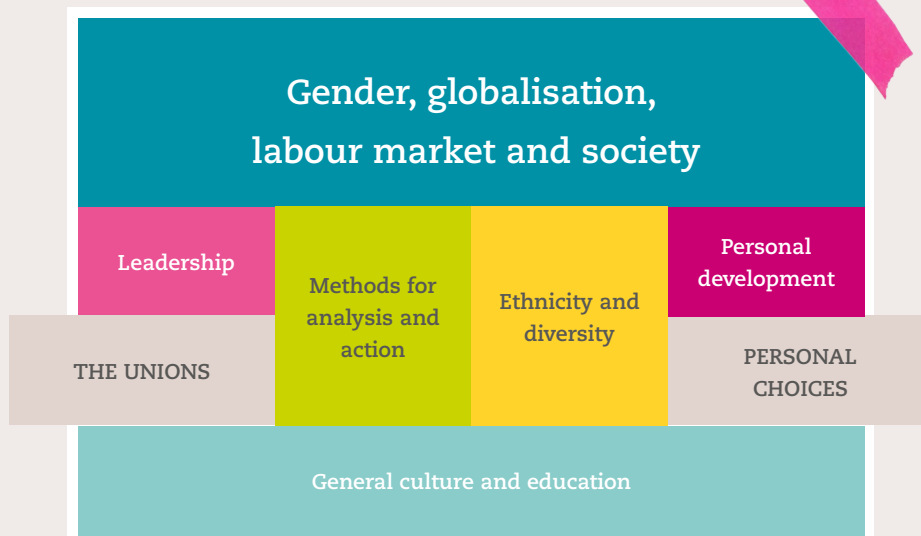 Gender, globalisation,
labour market and society
Leadership
Methods for
analysis and
action
Ethnicity and
diversity
Personal
development
THE UNIONS
PERSONAL
CHOICES
General culture and education